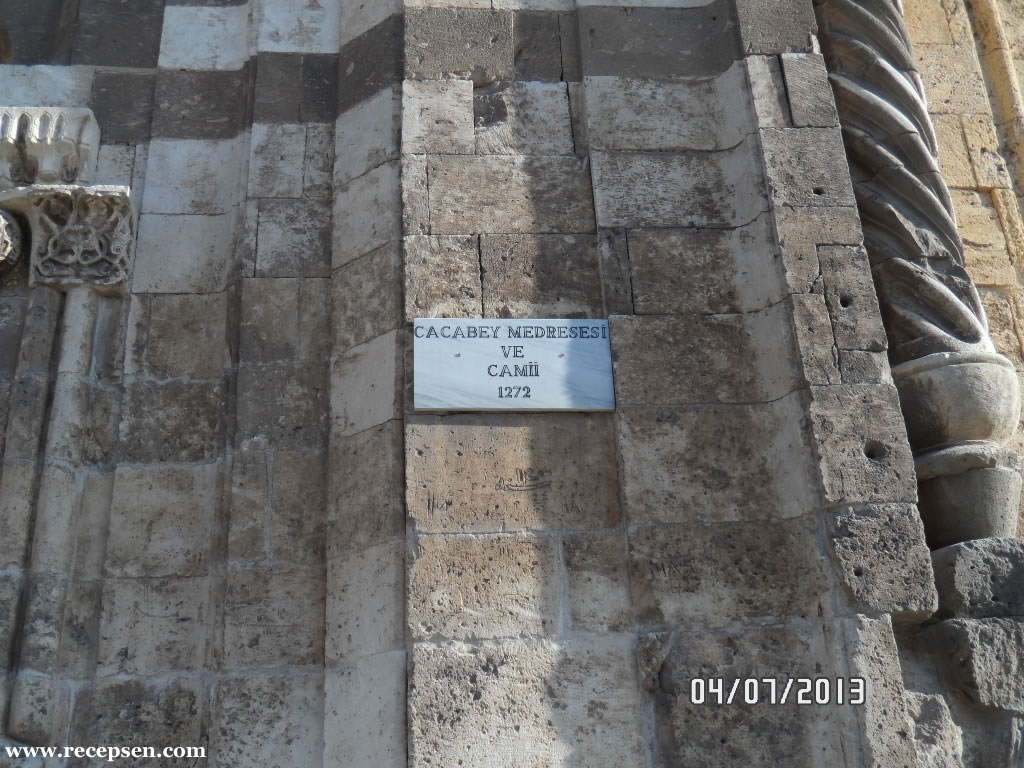 CACABEY MEDRESESİ
VE
CAMİİ
1272
04/07/2013
www.recepsen.com